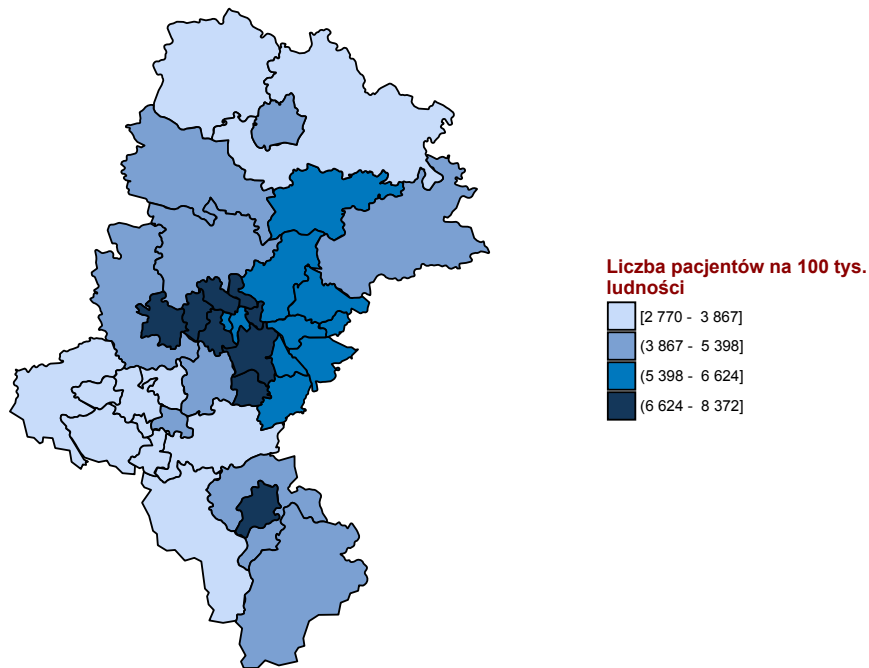 Liczba pacjentów na 100 tys.
ludności
[2 770 - 3 867]
(3 867 - 5 398]
(5 398 - 6 624]
(6 624 - 8 372]